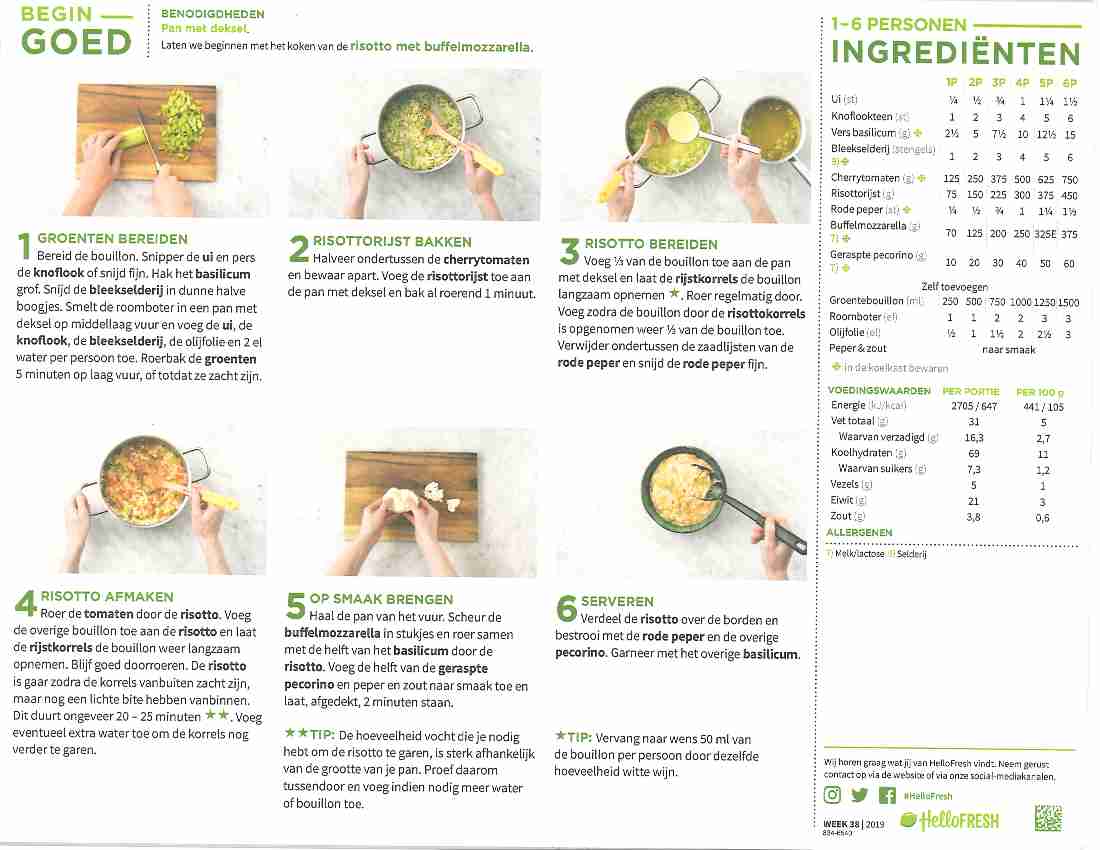 BEGIN
GOED
BENODIGDHEDEN
Pan met deksel.
Laten we beginnen met het koken van de risotto met buffelmozzarella.
1 GROENTEN BEREIDEN
Bereid de bouillon. Snipper de ui en pers
de knoflook of snijd fijn. Hak het basilicum
grof. Snijd de bleekselderij in dunne halve
boogjes. Smelt de roomboter in een pan met
deksel op middellaag vuur en voeg de ui, de
knoflook, de bleekselderij, de olijfolie en 2 el
water per persoon toe. Roerbak de groenten
5 minuten op laag vuur, of totdat ze zacht zijn.
2 RISOTTORIJST BAKKEN
Halveer ondertussen de cherrytomaten
en bewaar apart. Voeg de risottorijst toe aan
de pan met deksel en bak al roerend 1 minuut.
3 RISOTTO BEREIDEN
Voeg ⅓ van de bouillon toe aan de pan
met deksel en laat de rijstkorrels de bouillon
langzaam opnemen ★. Roer regelmatig door.
Voeg zodra de bouillon door de risottokorrels
is opgenomen weer ⅓ van de bouillon toe.
Verwijder ondertussen de zaadlijsten van de
rode peper en snijd de rode peper fijn.
4 RISOTTO AFMAKEN
Roer de tomaten door de risotto. Voeg
de overige bouillon toe aan de risotto en laat
de rijstkorrels de bouillon weer langzaam
opnemen. Blijf goed doorroeren. De risotto
is gaar zodra de korrels vanbuiten zacht zijn,
maar nog een lichte bite hebben vanbinnen.
Dit duurt ongeveer 20 – 25 minuten ★★. Voeg
eventueel extra water toe om de korrels nog
verder te garen.
5 OP SMAAK BRENGEN
Haal de pan van het vuur. Scheur de
buffelmozzarella in stukjes en roer samen
met de helft van het basilicum door de
risotto. Voeg de helft van de geraspte
pecorino en peper en zout naar smaak toe en
laat, afgedekt, 2 minuten staan.
★★TIP: De hoeveelheid vocht die je nodig
hebt om de risotto te garen, is sterk afhankelijk
van de grootte van je pan. Proef daarom
tussendoor en voeg indien nodig meer water
of bouillon toe.
6 SERVEREN
Verdeel de risotto over de borden en
bestrooi met de rode peper en de overige
pecorino. Garneer met het overige basilicum.
★TIP: Vervang naar wens 50 ml van
de bouillon per persoon door dezelfde
hoeveelheid witte wijn.
1–6 PERSONEN
INGREDIËNTEN
1P 2P 3P 4P 5P 6P
Ui (st) ¼ ½ ¾ 1 1¼ 1½
Knoflookteen (st) 1 2 3 4 5 6
Vers basilicum (g) 2½ 5 7½ 10 12½ 15
Bleekselderij (stengels)
9) 1 2 3 4 5 6
Cherrytomaten (g) 125 250 375 500 625 750
Risottorijst (g) 75 150 225 300 375 450
Rode peper (st) ¼ ½ ¾ 1 1¼ 1½
Buffelmozzarella (g)
7) 70 125 200 250 325E 375
Geraspte pecorino (g)
7) 10 20 30 40 50 60
Zelf toevoegen
Groentebouillon (ml) 250 500 750 1000 1250 1500
Roomboter (el) 1 1 2 2 3 3
Olijfolie (el) ½ 1 1½ 2 2½ 3
Peper & zout naar smaak
in de koelkast bewaren
VOEDINGSWAARDEN PER PORTIE PER 100 g
Energie (kJ/kcal) 2705 / 647 441 / 105
Vet totaal (g) 31 5
Waarvan verzadigd (g) 16,3 2,7
Koolhydraten (g) 69 11
Waarvan suikers (g) 7,3 1,2
Vezels (g) 5 1
Eiwit (g) 21 3
Zout (g) 3,8 0,6
ALLERGENEN
7) Melk/lactose 9) Selderij
Wij horen graag wat jij van HelloFresh vindt. Neem gerust
contact op via de website of via onze social-mediakanalen.
#HelloFresh
WEEK 38 | 2019
HelloFRESH